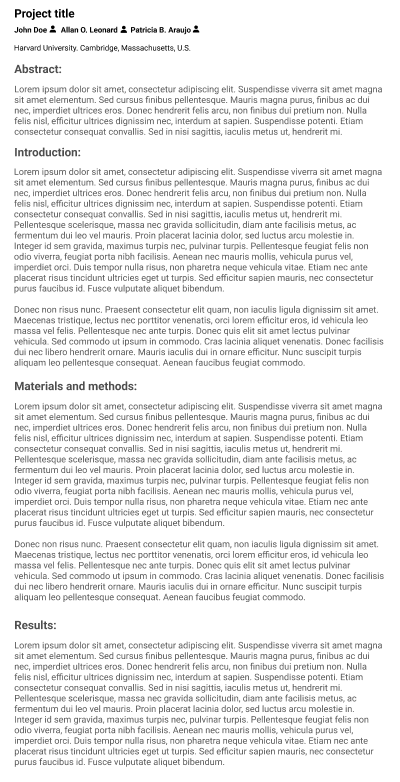 Project title
John Doe Allan O. Leonard Patricia B. Araujo
Harvard University. Cambridge, Massachusetts, U.S.
Abstract:
Lorem ipsum dolor sit amet, consectetur adipiscing elit. Suspendisse viverra sit amet magna
sit amet elementum. Sed cursus finibus pellentesque. Mauris magna purus, finibus ac dui
nec, imperdiet ultrices eros. Donec hendrerit felis arcu, non finibus dui pretium non. Nulla
felis nisl, efficitur ultrices dignissim nec, interdum at sapien. Suspendisse potenti. Etiam
consectetur consequat convallis. Sed in nisi sagittis, iaculis metus ut, hendrerit mi.
Introduction:
Lorem ipsum dolor sit amet, consectetur adipiscing elit. Suspendisse viverra sit amet magna
sit amet elementum. Sed cursus finibus pellentesque. Mauris magna purus, finibus ac dui
nec, imperdiet ultrices eros. Donec hendrerit felis arcu, non finibus dui pretium non. Nulla
felis nisl, efficitur ultrices dignissim nec, interdum at sapien. Suspendisse potenti. Etiam
consectetur consequat convallis. Sed in nisi sagittis, iaculis metus ut, hendrerit mi.
Pellentesque scelerisque, massa nec gravida sollicitudin, diam ante facilisis metus, ac
fermentum dui leo vel mauris. Proin placerat lacinia dolor, sed luctus arcu molestie in.
Integer id sem gravida, maximus turpis nec, pulvinar turpis. Pellentesque feugiat felis non
odio viverra, feugiat porta nibh facilisis. Aenean nec mauris mollis, vehicula purus vel,
imperdiet orci. Duis tempor nulla risus, non pharetra neque vehicula vitae. Etiam nec ante
placerat risus tincidunt ultricies eget ut turpis. Sed efficitur sapien mauris, nec consectetur
purus faucibus id. Fusce vulputate aliquet bibendum.
Donec non risus nunc. Praesent consectetur elit quam, non iaculis ligula dignissim sit amet.
Maecenas tristique, lectus nec porttitor venenatis, orci lorem efficitur eros, id vehicula leo
massa vel felis. Pellentesque nec ante turpis. Donec quis elit sit amet lectus pulvinar
vehicula. Sed commodo ut ipsum in commodo. Cras lacinia aliquet venenatis. Donec facilisis
dui nec libero hendrerit ornare. Mauris iaculis dui in ornare efficitur. Nunc suscipit turpis
aliquam leo pellentesque consequat. Aenean faucibus feugiat commodo.
Materials and methods:
Lorem ipsum dolor sit amet, consectetur adipiscing elit. Suspendisse viverra sit amet magna
sit amet elementum. Sed cursus finibus pellentesque. Mauris magna purus, finibus ac dui
nec, imperdiet ultrices eros. Donec hendrerit felis arcu, non finibus dui pretium non. Nulla
felis nisl, efficitur ultrices dignissim nec, interdum at sapien. Suspendisse potenti. Etiam
consectetur consequat convallis. Sed in nisi sagittis, iaculis metus ut, hendrerit mi.
Pellentesque scelerisque, massa nec gravida sollicitudin, diam ante facilisis metus, ac
fermentum dui leo vel mauris. Proin placerat lacinia dolor, sed luctus arcu molestie in.
Integer id sem gravida, maximus turpis nec, pulvinar turpis. Pellentesque feugiat felis non
odio viverra, feugiat porta nibh facilisis. Aenean nec mauris mollis, vehicula purus vel,
imperdiet orci. Duis tempor nulla risus, non pharetra neque vehicula vitae. Etiam nec ante
placerat risus tincidunt ultricies eget ut turpis. Sed efficitur sapien mauris, nec consectetur
purus faucibus id. Fusce vulputate aliquet bibendum.
Donec non risus nunc. Praesent consectetur elit quam, non iaculis ligula dignissim sit amet.
Maecenas tristique, lectus nec porttitor venenatis, orci lorem efficitur eros, id vehicula leo
massa vel felis. Pellentesque nec ante turpis. Donec quis elit sit amet lectus pulvinar
vehicula. Sed commodo ut ipsum in commodo. Cras lacinia aliquet venenatis. Donec facilisis
dui nec libero hendrerit ornare. Mauris iaculis dui in ornare efficitur. Nunc suscipit turpis
aliquam leo pellentesque consequat. Aenean faucibus feugiat commodo.
Results:
Lorem ipsum dolor sit amet, consectetur adipiscing elit. Suspendisse viverra sit amet magna
sit amet elementum. Sed cursus finibus pellentesque. Mauris magna purus, finibus ac dui
nec, imperdiet ultrices eros. Donec hendrerit felis arcu, non finibus dui pretium non. Nulla
felis nisl, efficitur ultrices dignissim nec, interdum at sapien. Suspendisse potenti. Etiam
consectetur consequat convallis. Sed in nisi sagittis, iaculis metus ut, hendrerit mi.
Pellentesque scelerisque, massa nec gravida sollicitudin, diam ante facilisis metus, ac
fermentum dui leo vel mauris. Proin placerat lacinia dolor, sed luctus arcu molestie in.
Integer id sem gravida, maximus turpis nec, pulvinar turpis. Pellentesque feugiat felis non
odio viverra, feugiat porta nibh facilisis. Aenean nec mauris mollis, vehicula purus vel,
imperdiet orci. Duis tempor nulla risus, non pharetra neque vehicula vitae. Etiam nec ante
placerat risus tincidunt ultricies eget ut turpis. Sed efficitur sapien mauris, nec consectetur
purus faucibus id. Fusce vulputate aliquet bibendum.